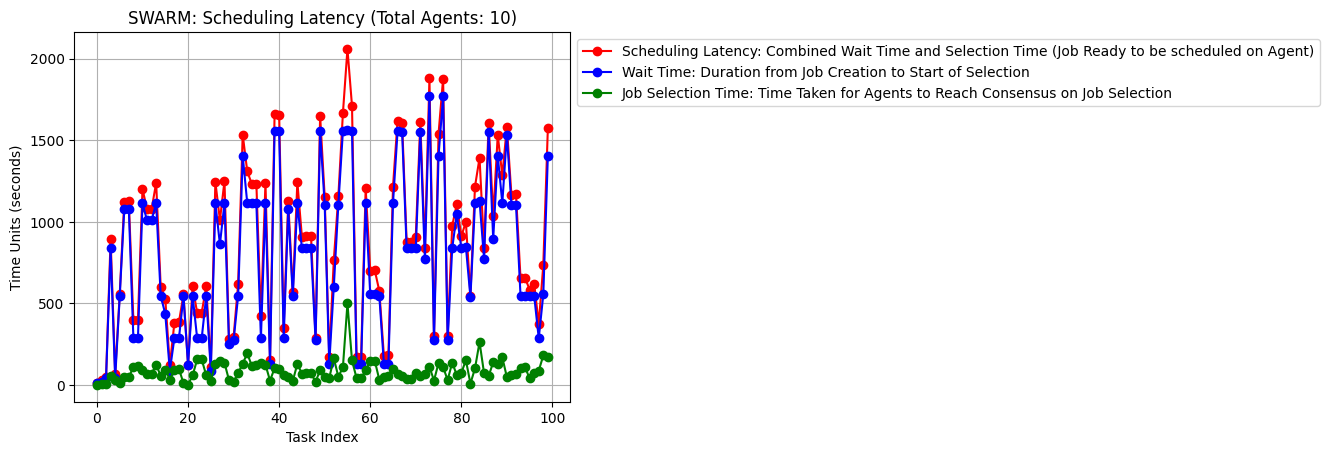 SWARM: Scheduling Latency (Total Agents: 10)
Scheduling Latency: Combined Wait Time and Selection Time (Job Ready to be scheduled on Agent)
Wait Time: Duration from Job Creation to Start of Selection
Job Selection Time: Time Taken for Agents to Reach Consensus on Job Selection
Time Units (seconds)
2000
1500
1000
500
0
0 20 40 60 80 100
Task Index